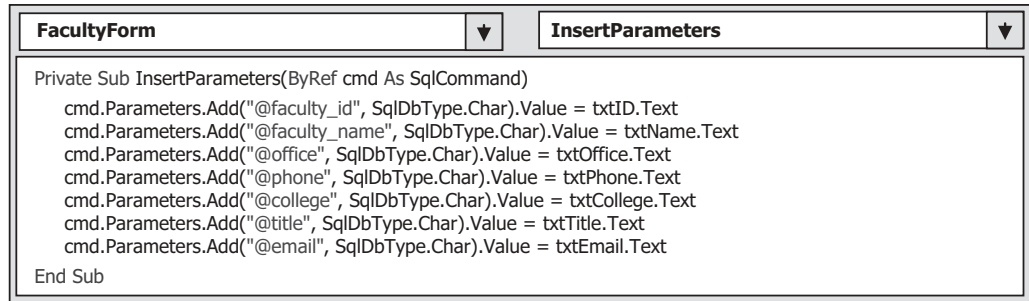 FacultyForm InsertParameters
Private Sub InsertParameters(ByRef cmd As SqlCommand)
cmd.Parameters.Add("@faculty_id", SqlDbType.Char).Value = txtID.Text
cmd.Parameters.Add("@faculty_name", SqlDbType.Char).Value = txtName.Text
cmd.Parameters.Add("@office", SqlDbType.Char).Value = txtOffice.Text
cmd.Parameters.Add("@phone", SqlDbType.Char).Value = txtPhone.Text
cmd.Parameters.Add("@college", SqlDbType.Char).Value = txtCollege.Text
cmd.Parameters.Add("@title", SqlDbType.Char).Value = txtTitle.Text
cmd.Parameters.Add("@email", SqlDbType.Char).Value = txtEmail.Text
End Sub